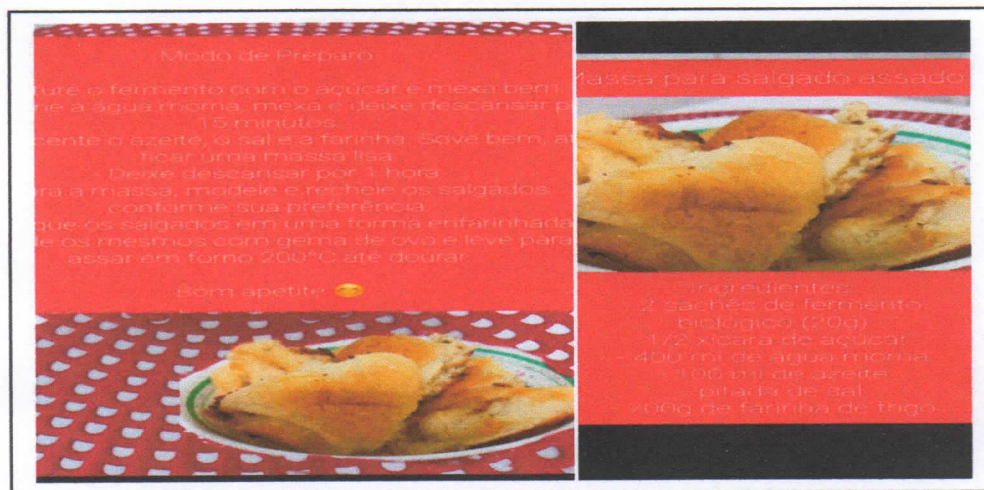 Modo de Preparo
ture o fermento com o açúcar e mexa bem
ne a água morna, mexa e deixe descansar p
15 minutos
cente o azeite, o sal e a farinha. Sove bem, at
ficar uma massa lisa
Deixe descansar por 1 hora
ra a massa, modele e recheie os salgados
conforme sua preferência
que os salgados em uma forma enfarinhada
e os mesmos com gema de ovo e leve para
assar em forno 200°C até dourar
Bom apetite 😋
Massa para salgado assado
Ingredientes:
2 sachês de fermento
biológico (20g)
1/2 xícara de açúcar
- 400 ml de água morna
100 ml de azeite
pitada de sal
700g de farinha de trigo